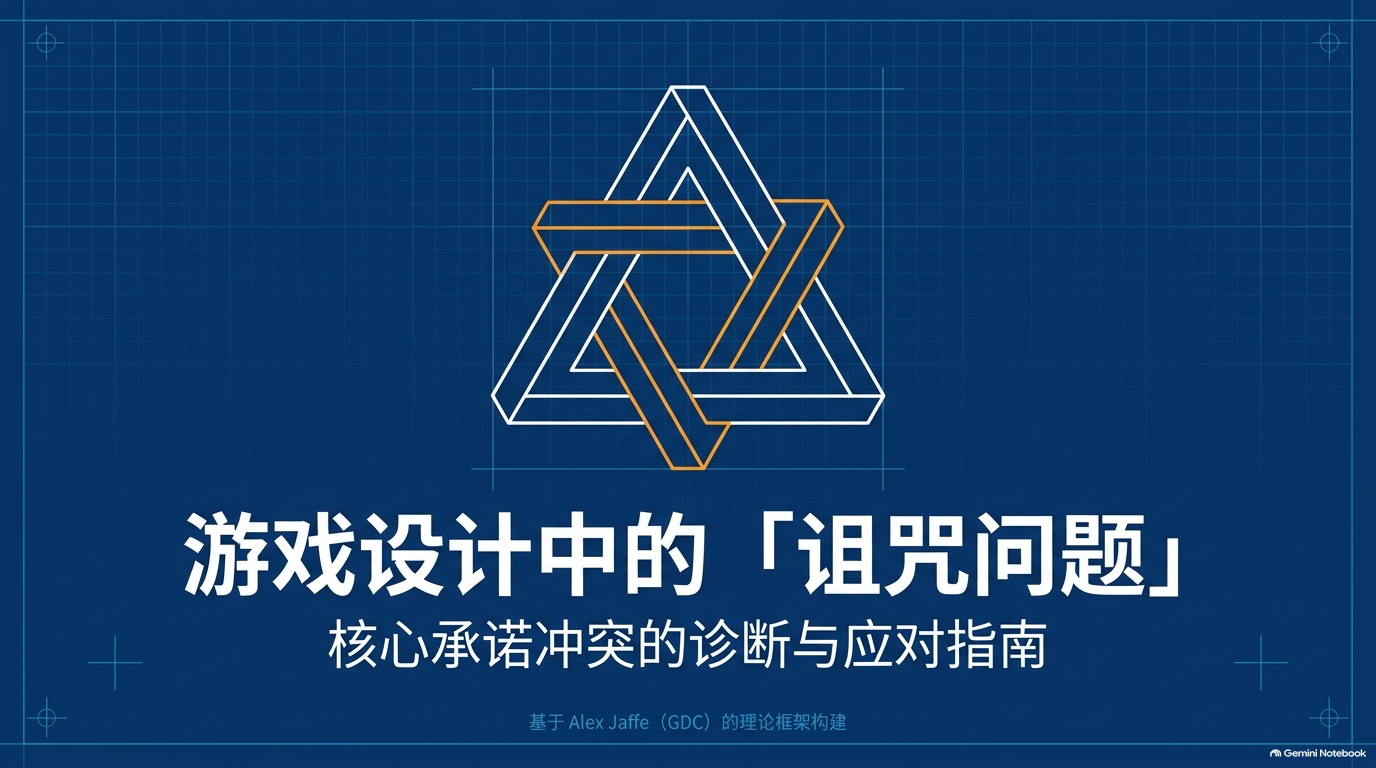 游戏设计中的「诅咒问题」
核心承诺冲突的诊断与应对指南
基于 Alex Jaffe（GDC）的理论框架构建
Gemini Notebook